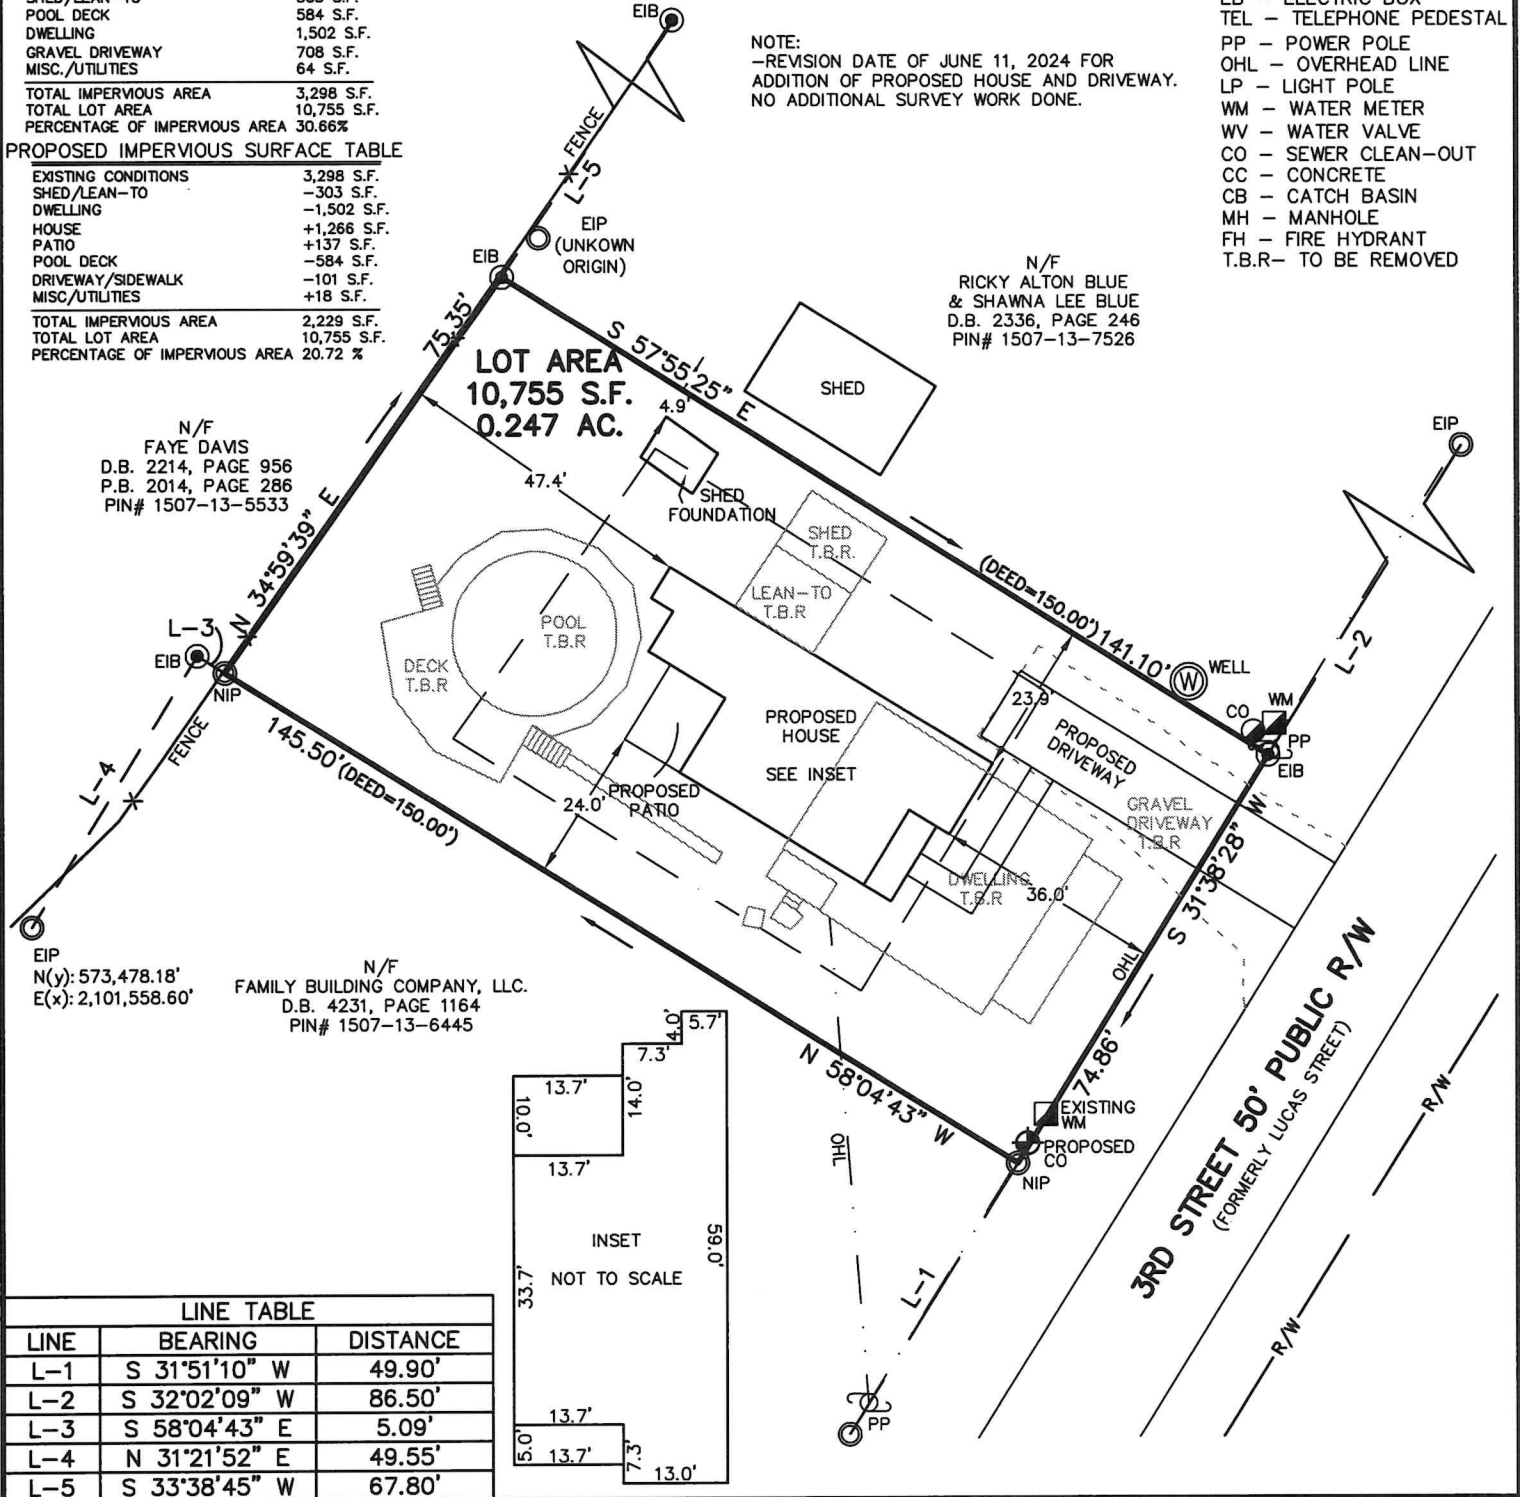 POOL DECK 584 S.F.
DWELLING 1,502 S.F.
GRAVEL DRIVEWAY 708 S.F.
MISC./UTILITIES 64 S.F.
TOTAL IMPERVIOUS AREA 3,298 S.F.
TOTAL LOT AREA 10,755 S.F.
PERCENTAGE OF IMPERVIOUS AREA 30.66%
PROPOSED IMPERVIOUS SURFACE TABLE
EXISTING CONDITIONS 3,298 S.F.
SHED/LEAN-TO -303 S.F.
DWELLING -1,502 S.F.
HOUSE +1,266 S.F.
PATIO +137 S.F.
POOL DECK -584 S.F.
DRIVEWAY/SIDEWALK -101 S.F.
MISC/UTILITIES +18 S.F.
TOTAL IMPERVIOUS AREA 2,229 S.F.
TOTAL LOT AREA 10,755 S.F.
PERCENTAGE OF IMPERVIOUS AREA 20.72 %
NOTE:
-REVISION DATE OF JUNE 11, 2024 FOR
ADDITION OF PROPOSED HOUSE AND DRIVEWAY.
NO ADDITIONAL SURVEY WORK DONE.
EB - ELECTRIC BOX
TEL - TELEPHONE PEDESTAL
PP - POWER POLE
OHL - OVERHEAD LINE
LP - LIGHT POLE
WM - WATER METER
WV - WATER VALVE
CO - SEWER CLEAN-OUT
CC - CONCRETE
CB - CATCH BASIN
MH - MANHOLE
FH - FIRE HYDRANT
T.B.R- TO BE REMOVED
EIB
FENCE
L-5
EIP
(UNKOWN
ORIGIN)
EIB
75.35'
N 34°59'39" E
S 57°55'25" E
LOT AREA
10,755 S.F.
0.247 AC.
N/F
RICKY ALTON BLUE
& SHAWNA LEE BLUE
D.B. 2336, PAGE 246
PIN# 1507-13-7526
SHED
N/F
FAYE DAVIS
D.B. 2214, PAGE 956
P.B. 2014, PAGE 286
PIN# 1507-13-5533
4.9'
47.4'
SHED
FOUNDATION
SHED
T.B.R.
LEAN-TO
T.B.R
POOL
T.B.R
DECK
T.B.R
(DEED=150.00') 141.10'
EIP
L-2
WELL
W
WM
CO
PP
EIB
23.9'
PROPOSED
DRIVEWAY
PROPOSED
HOUSE
SEE INSET
GRAVEL
DRIVEWAY
T.B.R
PROPOSED
PATIO
24.0'
DWELLING
T.B.R
36.0'
L-3
EIB
NIP
FENCE
L-4
145.50' (DEED=150.00')
N 58°04'43" W
S 31°38'28" W
OHL
74.86'
EXISTING
WM
PROPOSED
CO
NIP
EIP
N(y): 573,478.18'
E(x): 2,101,558.60'
N/F
FAMILY BUILDING COMPANY, LLC.
D.B. 4231, PAGE 1164
PIN# 1507-13-6445
OHL
L-1
PP
3RD STREET 50' PUBLIC R/W
(FORMERLY LUCAS STREET)
R/W
R/W
5.7'
4.0'
7.3'
14.0'
13.7'
10.0'
13.7'
59.0'
INSET
NOT TO SCALE
33.7'
13.7'
5.0'
13.7'
7.3'
13.0'
LINE TABLE
LINE BEARING DISTANCE
L-1 S 31°51'10" W 49.90'
L-2 S 32°02'09" W 86.50'
L-3 S 58°04'43" E 5.09'
L-4 N 31°21'52" E 49.55'
L-5 S 33°38'45" W 67.80'